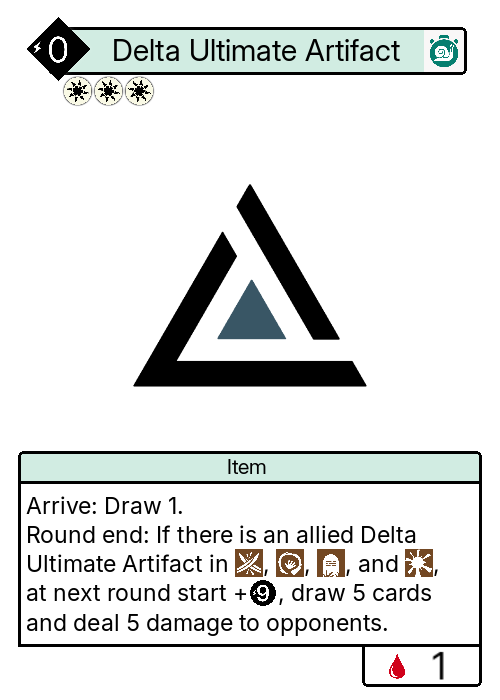 0 Delta Ultimate Artifact
Item
Arrive: Draw 1.
Round end: If there is an allied Delta
Ultimate Artifact in , , , and ,
at next round start +9, draw 5 cards
and deal 5 damage to opponents.
1